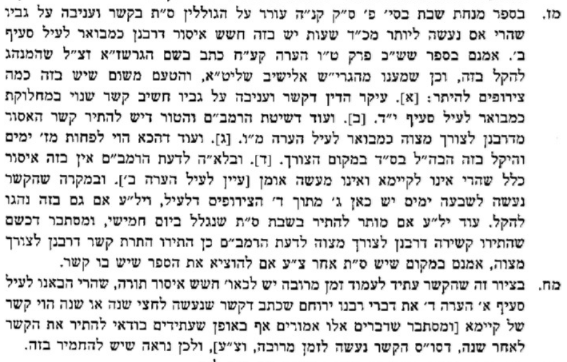 מז. בספר מנחת שבת בסי׳ פ׳ ס״ק קנ״ה עורר על הגוללין ס״ת בקשר ועניבה על גביו
שהרי אם נעשה ליותר מכ״ד שעות יש בזה חשש איסור דרבנן כמבואר לעיל סעיף
ב׳. אמנם בספר שש״כ פרק ט״ו הערה קע״ח כתב בשם הגרשז״א זצ״ל שהמנהג
להקל בזה, וכן שמענו מהגרי״ש אלישיב שליט״א, והטעם משום שיש בזה כמה
צירופים להיתר: [א]. עיקר הדין דקשר ועניבה על גביו חשיב קשר שנוי במחלוקת
כמבואר לעיל סעיף י״ד. [ב]. ועוד דשיטת הרמב״ם והטור דיש להתיר קשר האסור
מדרבנן לצורך מצוה כמבואר לעיל הערה מ״ו. [ג]. ועוד דהכא הוי לפחות מז׳ ימים
והיקל בזה הבה״ל בס״ד במקום הצורך. [ד]. ובלא״ה לדעת הרמב״ם אין בזה איסור
כלל שהרי אינו לקיימא ואינו מעשה אומן [עיין לעיל הערה ב׳]. ובמקרה שהקשר
נעשה לשבעה ימים יש כאן ג׳ מתוך ד׳ הצירופים דלעיל, ויל״ע אם גם בזה נהגו
להקל. עוד יל״ע אם מותר להתיר בשבת ס״ת שנגלל ביום חמישי, ומסתבר דכשם
שהתירו קשירה דרבנן לצורך מצוה לדעת הרמב״ם כן התירו התרת קשר דרבנן לצורך
מצוה, אמנם במקום שיש ס״ת אחר צ״ע אם להוציא את הספר שיש בו קשר.
מח. בציור זה שהקשר עתיד לעמוד זמן מרובה יש לכאו׳ חשש איסור תורה, שהרי הבאנו לעיל
סעיף א׳ הערה ד׳ את דברי רבנו ירוחם שכתב דקשר שנעשה לחצי שנה או שנה הוי קשר
של קיימא [ומסתבר שדברים אלו אמורים אף באופן שעתידים בודאי להתיר את הקשר
לאחר שנה, דסו״ס הקשר נעשה לזמן מרובה, וצ״ע], ולכן נראה שיש להחמיר בזה.